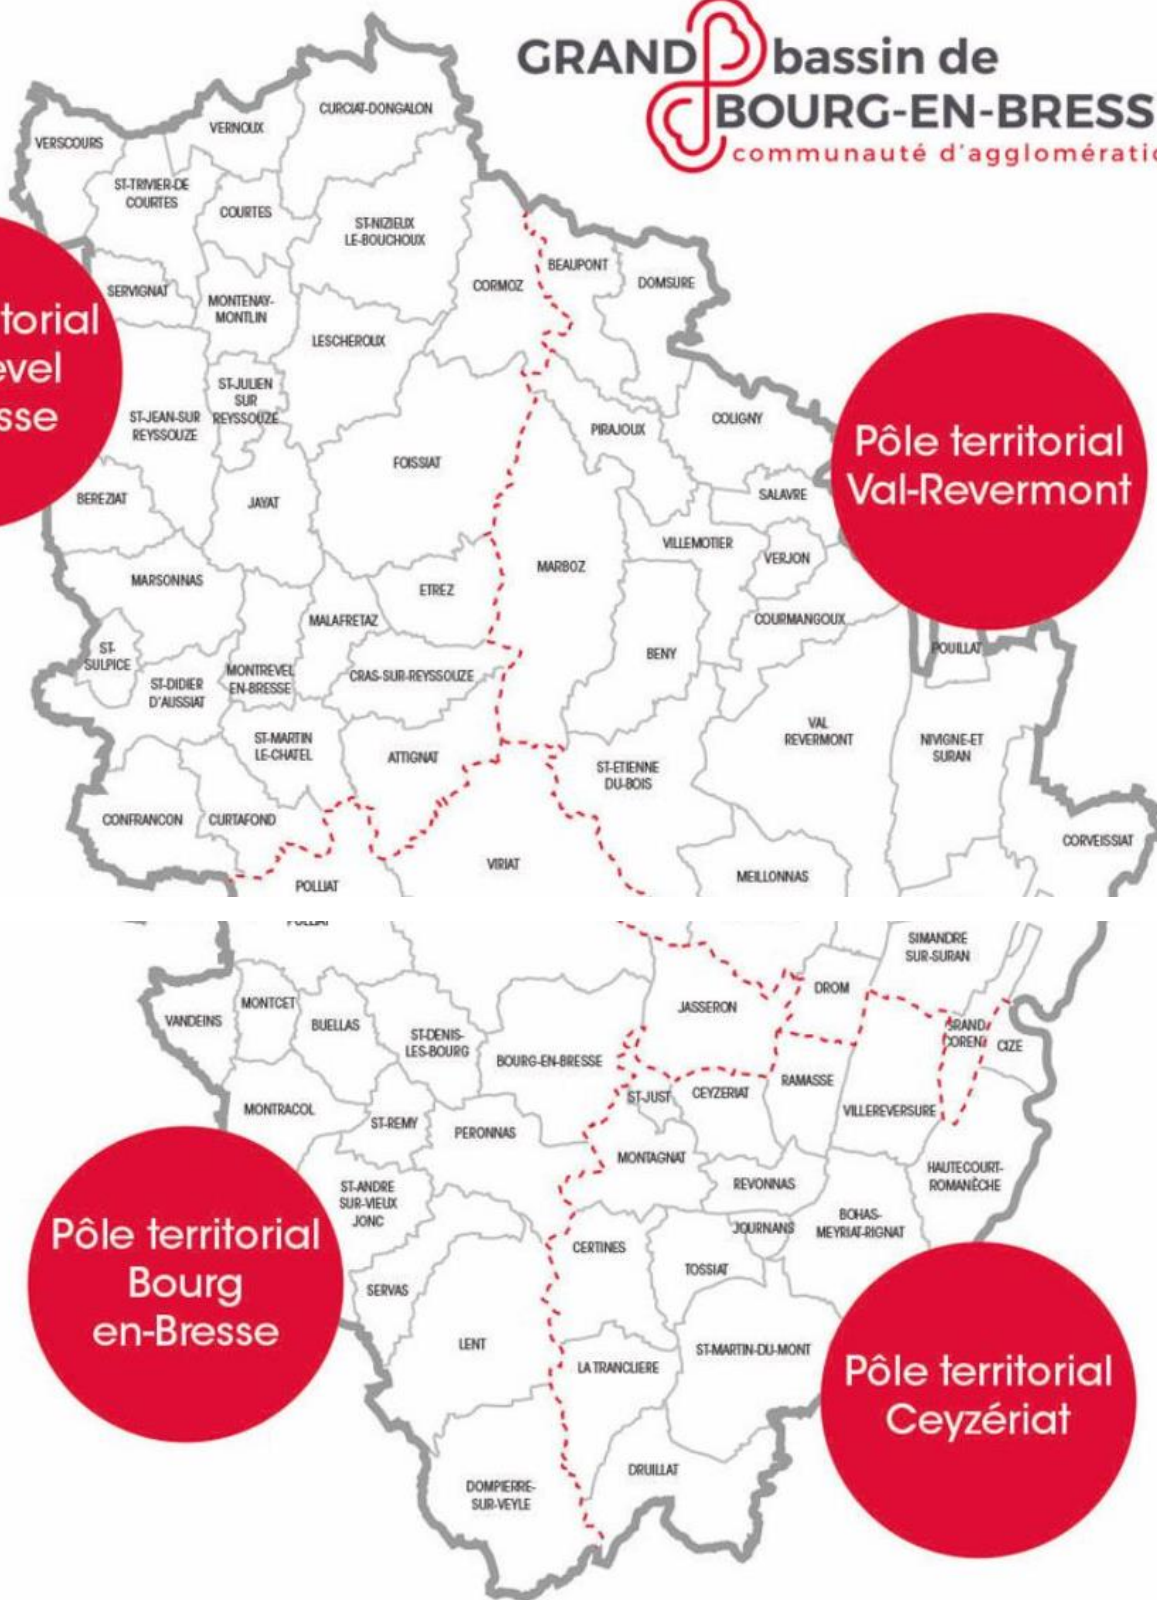 GRAND bassin de
BOURG-EN-BRESS
communauté d'agglomératio
CURCIAT-DONGALON
VERNOUX
VERSCOURS
ST-TRIVIER-DE
COURTES
COURTES
ST-NIZIEUX
LE-BOUCHOUX
BEAUPONT
DOMSURE
CORMOZ
SERVIGNAT
MONTENAY-
MONTLIN
LESCHEROUX
torial
evel
sse
ST-JULIEN
SUR
REYSSOUZE
ST-JEAN-SUR
REYSSOUZE
PIRAJOUX
COLIGNY
Pôle territorial
Val-Revermont
FOISSIAT
BEREZIAT
JAYAT
SALAVRE
VILLEMOTIER
VERJON
MARBOZ
MARSONNAS
ETREZ
MALAFRETAZ
COURMANGOUX
POUILLAT
ST-
SULPICE
ST-DIDIER
D'AUSSIAT
MONTREVEL
EN-BRESSE
CRAS-SUR-REYSSOUZE
BENY
VAL
REVERMONT
NIVIGNE-ET
SURAN
ST-MARTIN
LE-CHATEL
ATTIGNAT
ST-ETIENNE
DU-BOIS
CONFRANCON
CURTAFOND
CORVEISSIAT
VIRIAT
MEILLONNAS
POLLIAT
POLLIAT
SIMANDRE
SUR-SURAN
DROM
MONTCET
VANDEINS
BUELLAS
JASSERON
ST-DENIS-
LES-BOURG
BOURG-EN-BRESSE
GRAND
CORENT
CIZE
RAMASSE
CEYZERIAT
ST-JUST
MONTRACOL
ST-REMY
PERONNAS
VILLEREVERSURE
MONTAGNAT
REVONNAS
HAUTECOURT-
ROMANÈCHE
ST-ANDRE
SUR-VIEUX
JONC
JOURNANS
BOHAS-
MEYRIAT-RIGNAT
Pôle territorial
Bourg
en-Bresse
CERTINES
TOSSIAT
SERVAS
LENT
LA TRANCLIERE
ST-MARTIN-DU-MONT
Pôle territorial
Ceyzériat
DRUILLAT
DOMPIERRE-
SUR-VEYLE